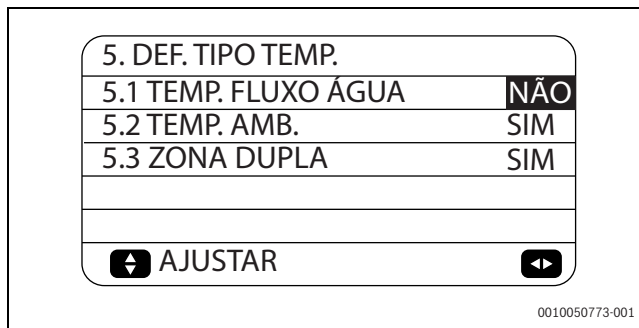 5. DEF. TIPO TEMP.
5.1 TEMP. FLUXO ÁGUA NÃO
5.2 TEMP. AMB. SIM
5.3 ZONA DUPLA SIM
AJUSTAR
0010050773-001